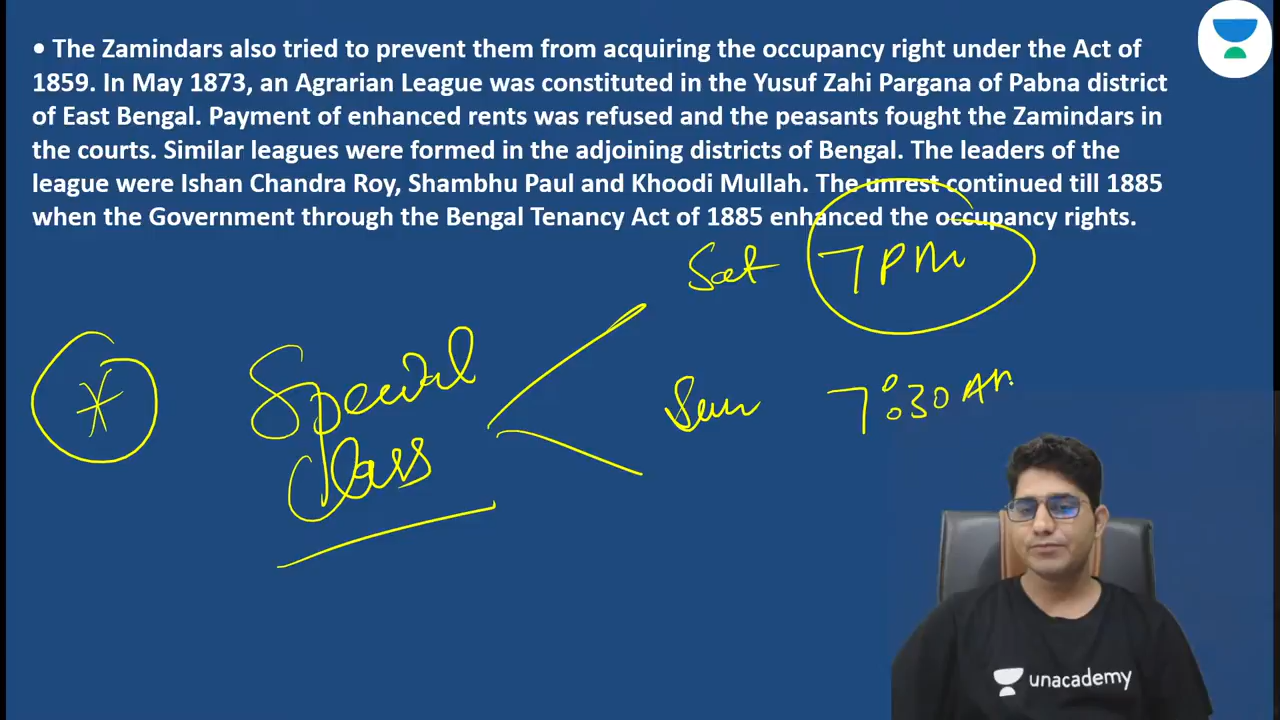 • The Zamindars also tried to prevent them from acquiring the occupancy right under the Act of
1859. In May 1873, an Agrarian League was constituted in the Yusuf Zahi Pargana of Pabna district
of East Bengal. Payment of enhanced rents was refused and the peasants fought the Zamindars in
the courts. Similar leagues were formed in the adjoining districts of Bengal. The leaders of the
league were Ishan Chandra Roy, Shambhu Paul and Khoodi Mullah. The unrest continued till 1885
when the Government through the Bengal Tenancy Act of 1885 enhanced the occupancy rights.
Sat 7 PM
Special
class
Sun 7:30 AM
unacademy